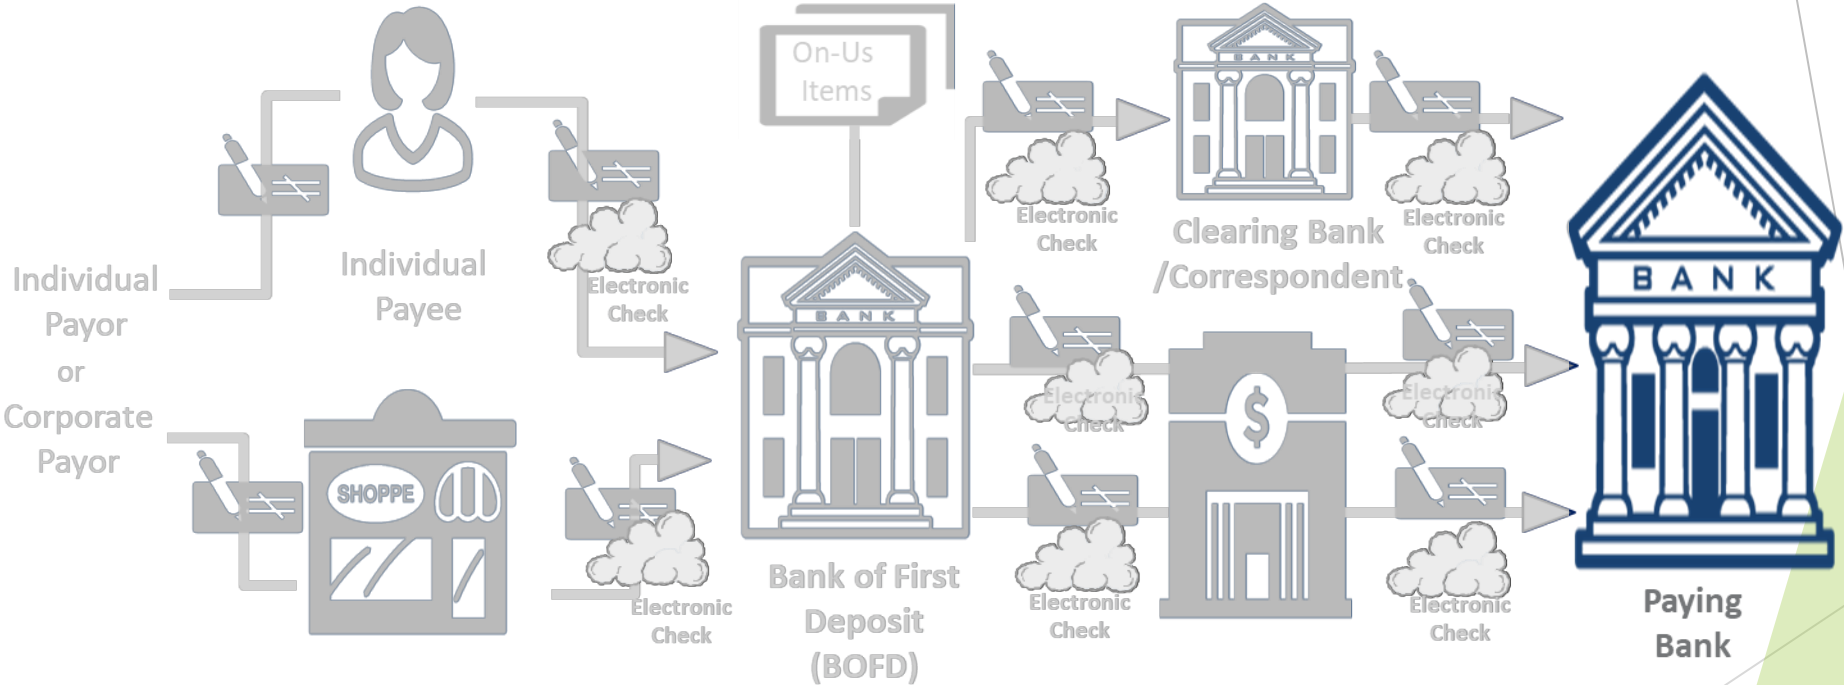 Individual
Payor
or
Corporate
Payor
Individual
Payee
Electronic
Check
SHOPPE
Electronic
Check
On-Us
Items
BANK
Bank of First
Deposit
(BOFD)
Electronic
Check
BANK
Clearing Bank
/Correspondent
Electronic
Check
Electronic
Check
$
Electronic
Check
Electronic
Check
Electronic
Check
BANK
Paying
Bank